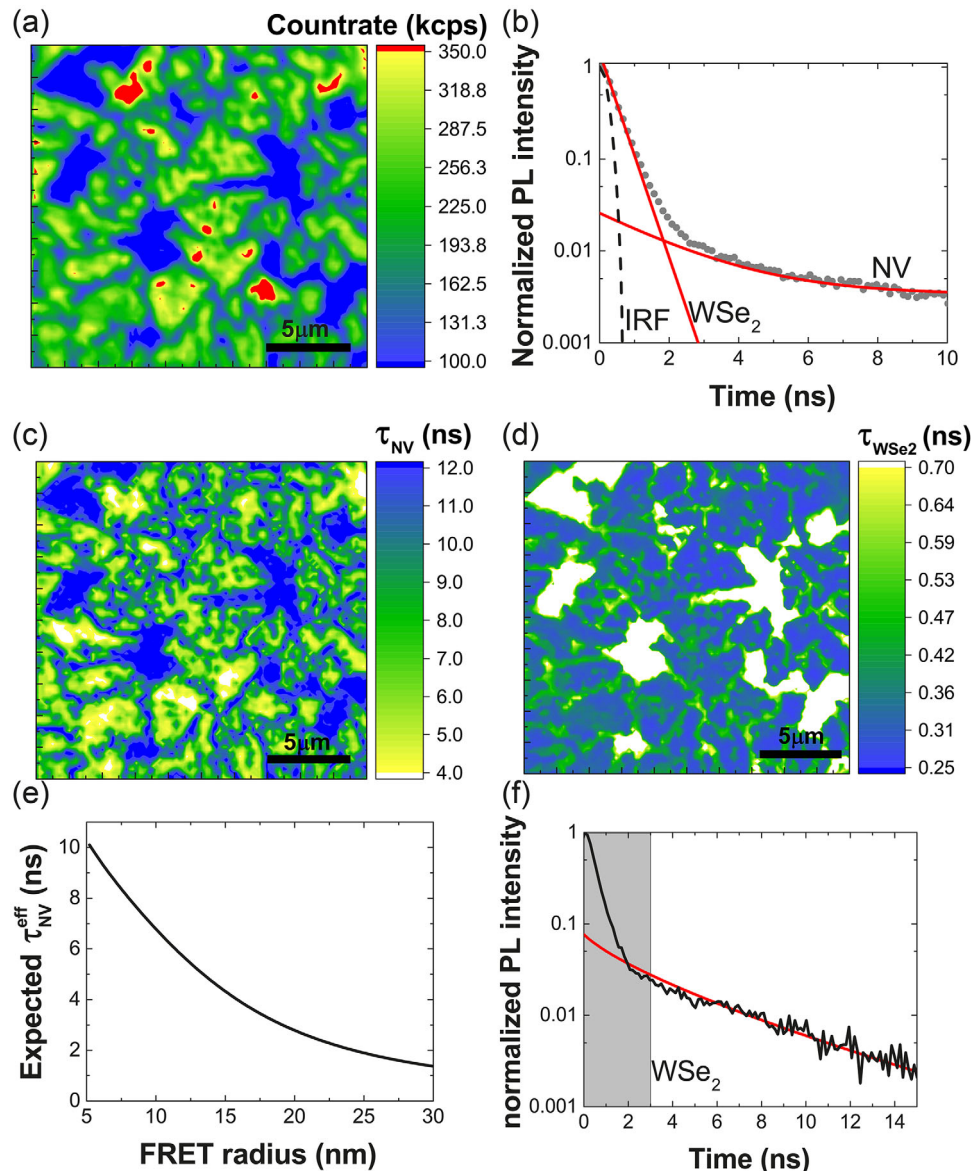 (a)
Countrate (kcps)
350.0
318.8
287.5
256.3
225.0
193.8
162.5
131.3
100.0
5μm
(b)
Normalized PL intensity
1
0.1
0.01
0.001
IRF
WSe₂
NV
0 2 4 6 8 10
Time (ns)
(c)
τNV (ns)
12.0
11.0
10.0
9.0
8.0
7.0
6.0
5.0
4.0
5μm
(d)
τWSe2 (ns)
0.70
0.64
0.59
0.53
0.47
0.42
0.36
0.31
0.25
5μm
(e)
Expected τNV^eff (ns)
10
8
6
4
2
0
5 10 15 20 25 30
FRET radius (nm)
(f)
normalized PL intensity
1
0.1
0.01
0.001
WSe₂
0 2 4 6 8 10 12 14
Time (ns)